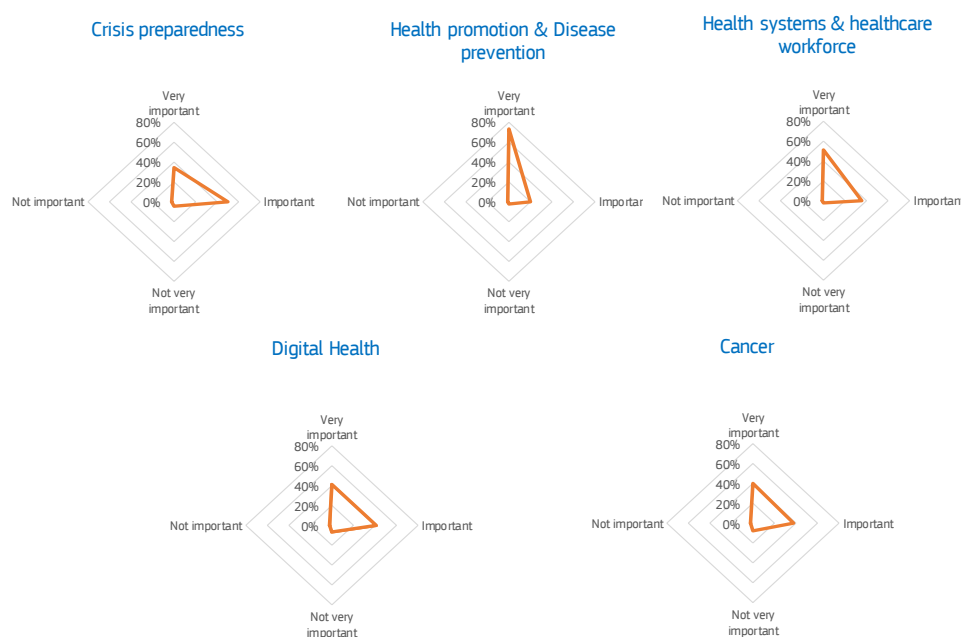 Crisis preparedness
Very
important
80%
60%
40%
20%
0%
Not important
Important
Not very
important
Health promotion & Disease
prevention
Very
important
80%
60%
40%
20%
0%
Not important
Important
Not very
important
Health systems & healthcare
workforce
Very
important
80%
60%
40%
20%
0%
Not important
Important
Not very
important
Digital Health
Very
important
80%
60%
40%
20%
0%
Not important
Important
Not very
important
Cancer
Very
important
80%
60%
40%
20%
0%
Not important
Important
Not very
important